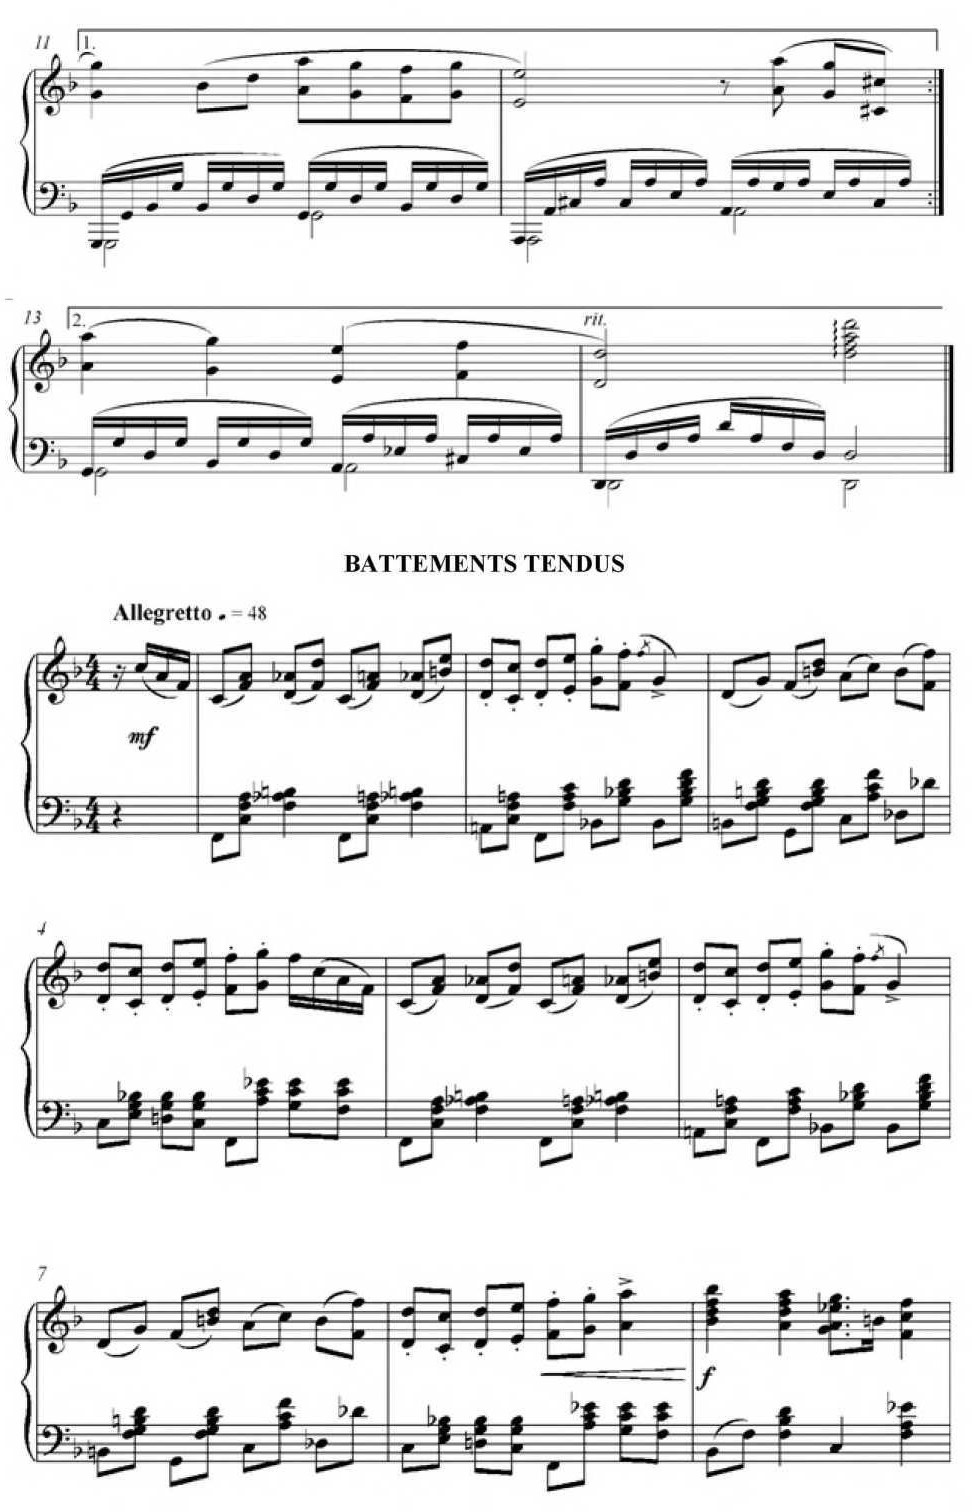 11
1.
13
2.
rit.
BATTEMENTS TENDUS
Allegretto ♩ = 48
mf
4
7
f